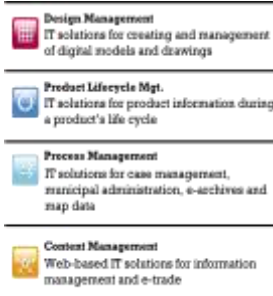 Design Management
IT solutions for creating and management
of digital models and drawings
Product Lifecycle Mgt.
IT solutions for product information during
a product's life cycle
Process Management
IT solutions for case management,
municipal administration, e-archives and
map data
Content Management
Web-based IT solutions for information
management and e-trade